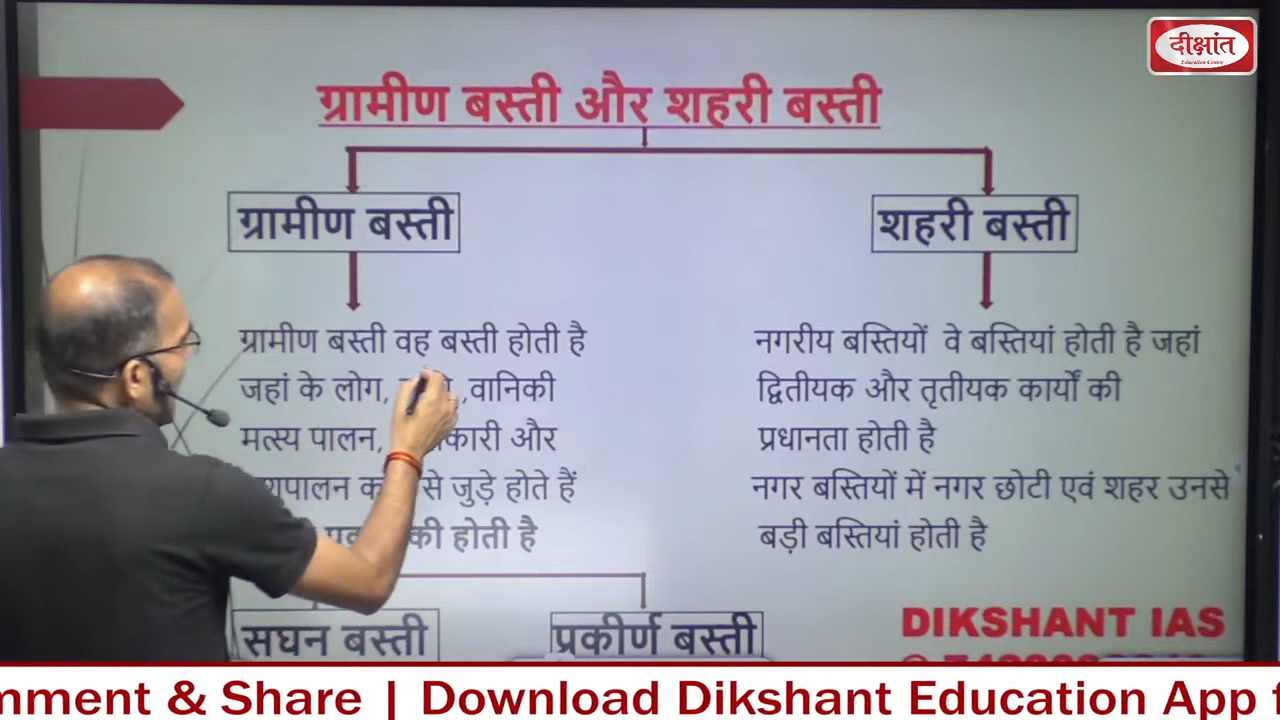 दीक्षांत
Education Centre
ग्रामीण बस्ती और शहरी बस्ती
ग्रामीण बस्ती
शहरी बस्ती
ग्रामीण बस्ती वह बस्ती होती है
जहां के लोग, ,वानिकी
मत्स्य पालन, और
से जुड़े होते हैं
की होती है
नगरीय बस्तियों वे बस्तियां होती है जहां
द्वितीयक और तृतीयक कार्यों की
प्रधानता होती है
नगर बस्तियों में नगर छोटी एवं शहर उनसे
बड़ी बस्तियां होती है
सघन बस्ती
प्रकीर्ण बस्ती
DIKSHANT IAS
& Share | Download Dikshant Education App